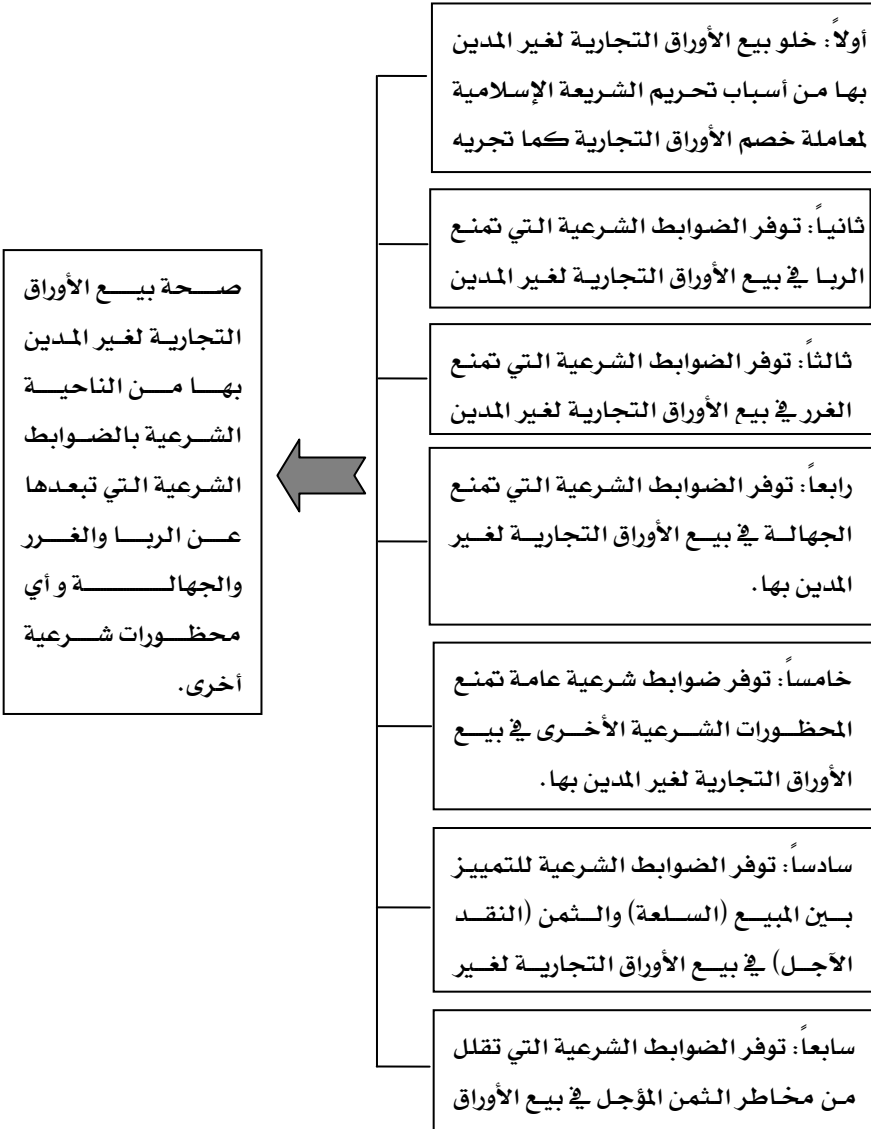 أولاً: خلو بيع الأوراق التجارية لغير المدين
بها من أسباب تحريم الشريعة الإسلامية
لمعاملة خصم الأوراق التجارية كما تجريه
ثانياً: توفر الضوابط الشرعية التي تمنع
الربا في بيع الأوراق التجارية لغير المدين
ثالثاً: توفر الضوابط الشرعية التي تمنع
الغرر في بيع الأوراق التجارية لغير المدين
رابعاً: توفر الضوابط الشرعية التي تمنع
الجهالة في بيع الأوراق التجارية لغير
المدين بها.
خامساً: توفر ضوابط شرعية عامة تمنع
المحظورات الشرعية الأخرى في بيع
الأوراق التجارية لغير المدين بها.
سادساً: توفر الضوابط الشرعية للتمييز
بين المبيع (السلعة) والثمن (النقد
الآجل) في بيع الأوراق التجارية لغير
سابعاً: توفر الضوابط الشرعية التي تقلل
من مخاطر الثمن المؤجل في بيع الأوراق
صحة بيع الأوراق
التجارية لغير المدين
بها من الناحية
الشرعية بالضوابط
الشرعية التي تبعدها
عن الربا والغرر
والجهالة و أي
محظورات شرعية
أخرى.